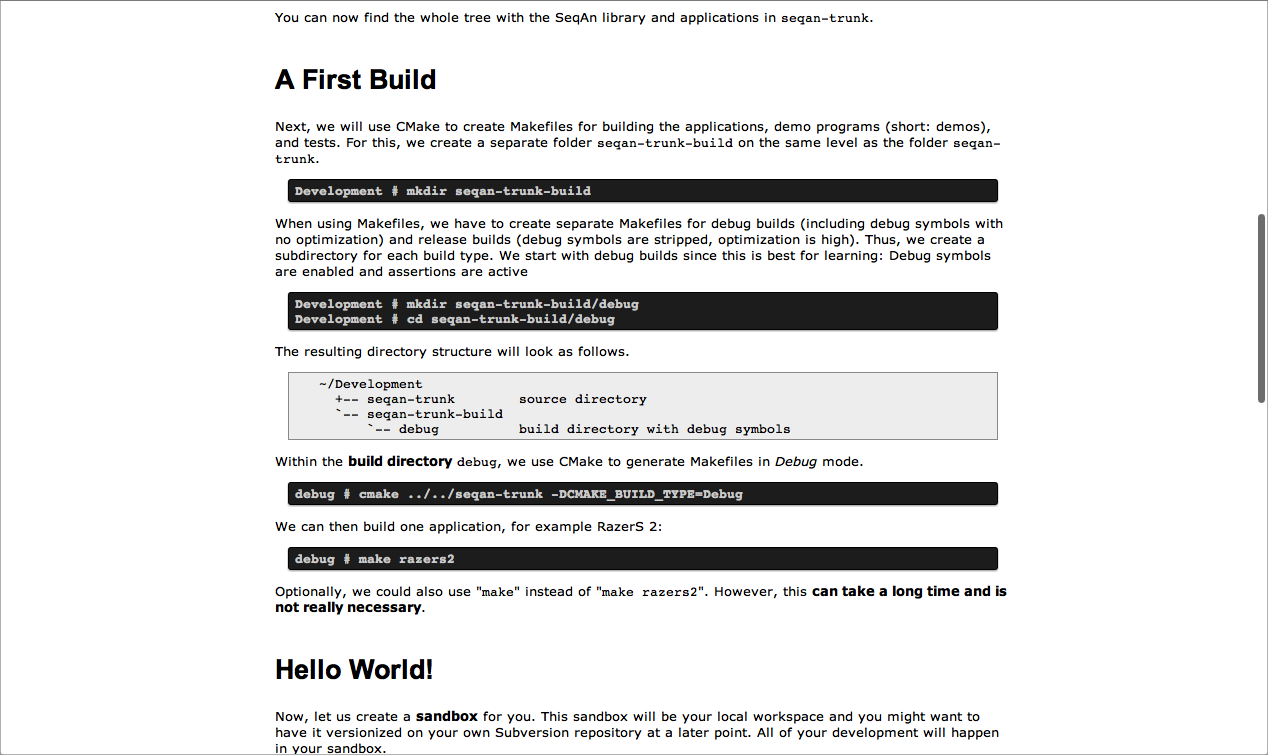 You can now find the whole tree with the SeqAn library and applications in seqan-trunk.
A First Build
Next, we will use CMake to create Makefiles for building the applications, demo programs (short: demos),
and tests. For this, we create a separate folder seqan-trunk-build on the same level as the folder seqan-
trunk.
Development # mkdir seqan-trunk-build
When using Makefiles, we have to create separate Makefiles for debug builds (including debug symbols with
no optimization) and release builds (debug symbols are stripped, optimization is high). Thus, we create a
subdirectory for each build type. We start with debug builds since this is best for learning: Debug symbols
are enabled and assertions are active
Development # mkdir seqan-trunk-build/debug
Development # cd seqan-trunk-build/debug
The resulting directory structure will look as follows.
~/Development
+-- seqan-trunk        source directory
`-- seqan-trunk-build
`-- debug          build directory with debug symbols
Within the build directory debug, we use CMake to generate Makefiles in Debug mode.
debug # cmake ../../seqan-trunk -DCMAKE_BUILD_TYPE=Debug
We can then build one application, for example RazerS 2:
debug # make razers2
Optionally, we could also use "make" instead of "make razers2". However, this can take a long time and is
not really necessary.
Hello World!
Now, let us create a sandbox for you. This sandbox will be your local workspace and you might want to
have it versionized on your own Subversion repository at a later point. All of your development will happen
in your sandbox.